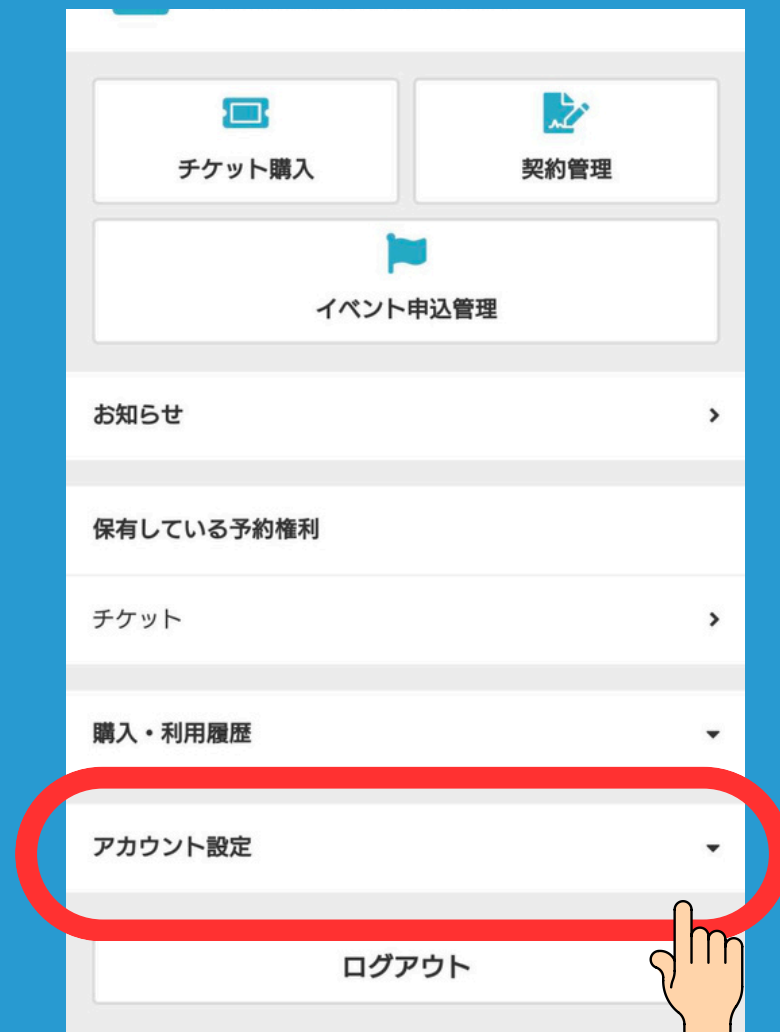 チケット購入
契約管理
イベント申込管理
お知らせ
保有している予約権利
チケット
購入・利用履歴
アカウント設定
ログアウト